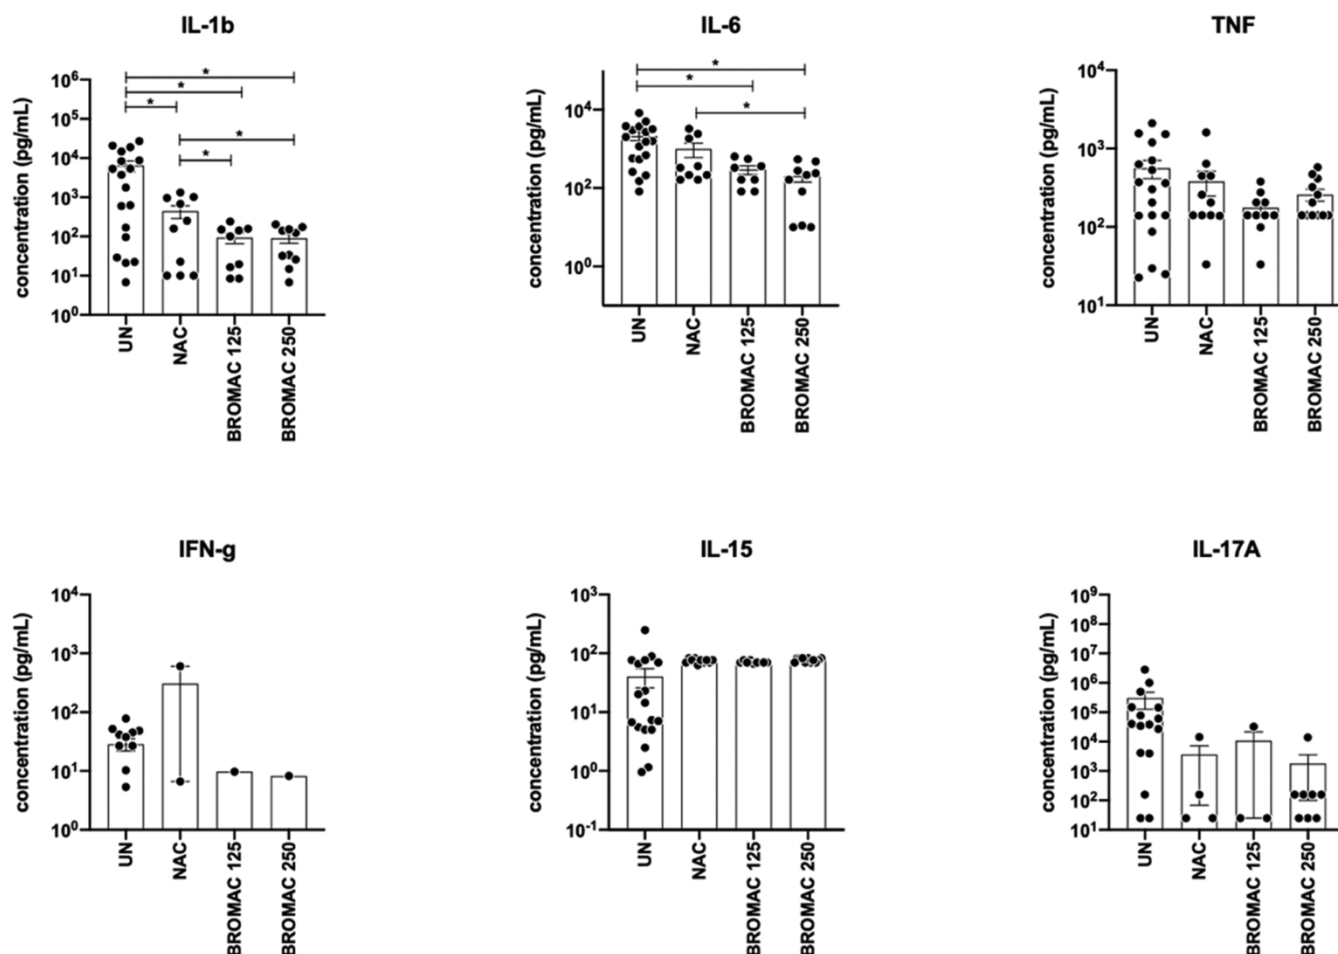 IL-1b
concentration (pg/mL)
10⁶
10⁵
10⁴
10³
10²
10¹
10⁰
*
*
*
*
*
UN
NAC
BROMAC 125
BROMAC 250
IL-6
concentration (pg/mL)
10⁴
10²
10⁰
*
*
*
UN
NAC
BROMAC 125
BROMAC 250
TNF
concentration (pg/mL)
10⁴
10³
10²
10¹
UN
NAC
BROMAC 125
BROMAC 250
IFN-g
concentration (pg/mL)
10⁴
10³
10²
10¹
10⁰
UN
NAC
BROMAC 125
BROMAC 250
IL-15
concentration (pg/mL)
10³
10²
10¹
10⁰
10⁻¹
UN
NAC
BROMAC 125
BROMAC 250
IL-17A
concentration (pg/mL)
10⁹
10⁸
10⁷
10⁶
10⁵
10⁴
10³
10²
10¹
UN
NAC
BROMAC 125
BROMAC 250